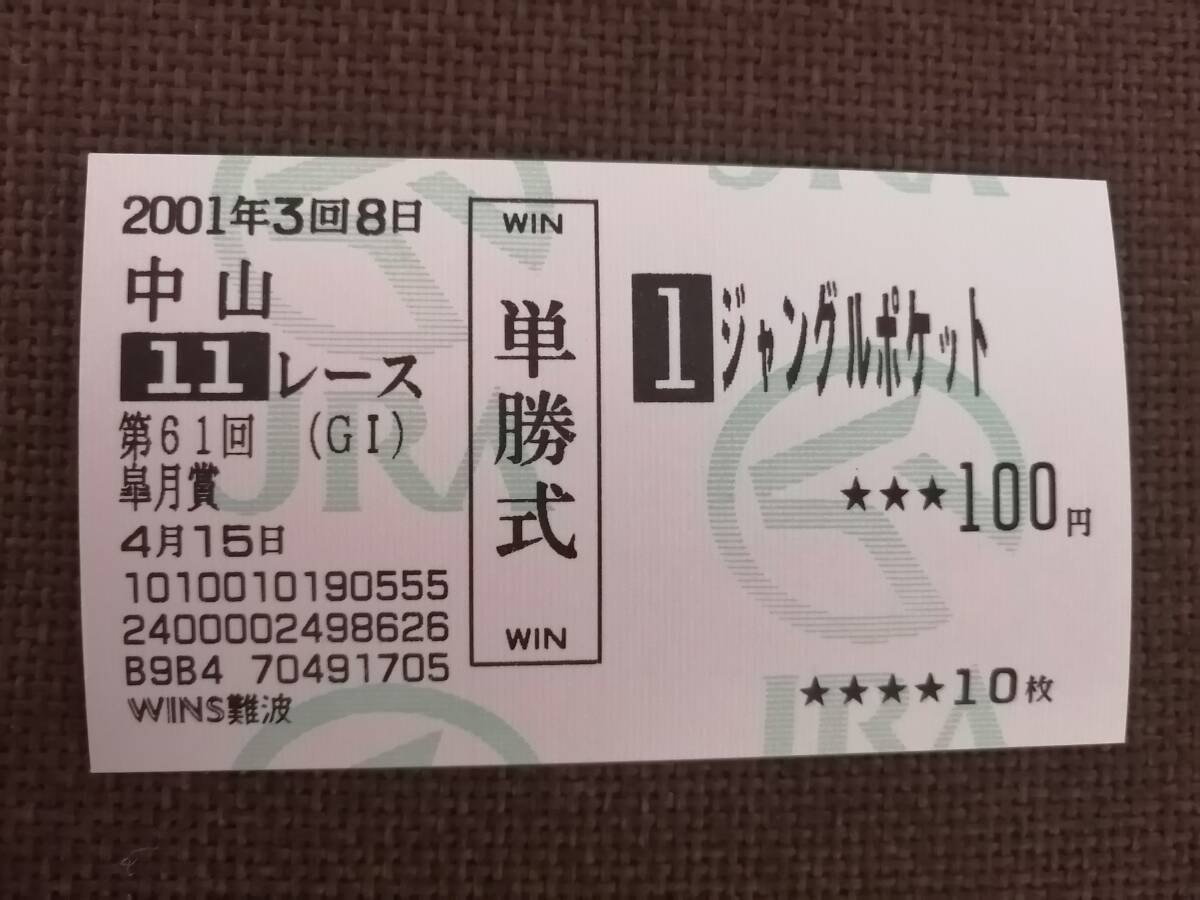 2001年3回8日
中山
11レース
第61回 (GI)
皐月賞
4月15日
1010010190555
2400002498626
B9B4 70491705
WINS難波
WIN
単勝式
WIN
1ジャングルポケット
★★★100円
★★★★10枚
JRA
JRA
JRA